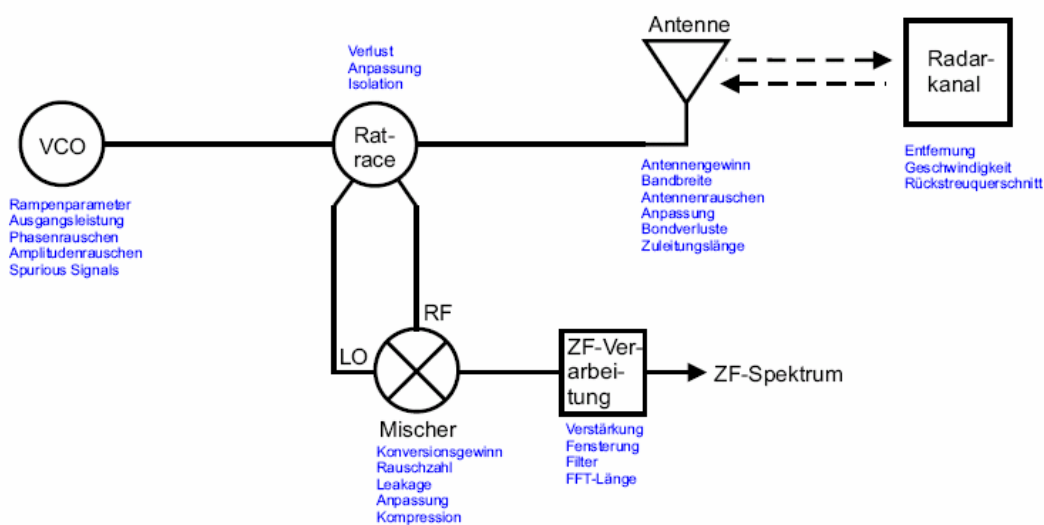 Antenne
Verlust
Anpassung
Isolation
Radar-
kanal
VCO
Rat-
race
Rampenparameter
Ausgangsleistung
Phasenrauschen
Amplitudenrauschen
Spurious Signals
Antennengewinn
Bandbreite
Antennenrauschen
Anpassung
Bondverluste
Zuleitungslänge
Entfernung
Geschwindigkeit
Rückstreuquerschnitt
RF
LO
Mischer
Konversionsgewinn
Rauschzahl
Leakage
Anpassung
Kompression
ZF-Ver-
arbei-
tung
Verstärkung
Fensterung
Filter
FFT-Länge
ZF-Spektrum